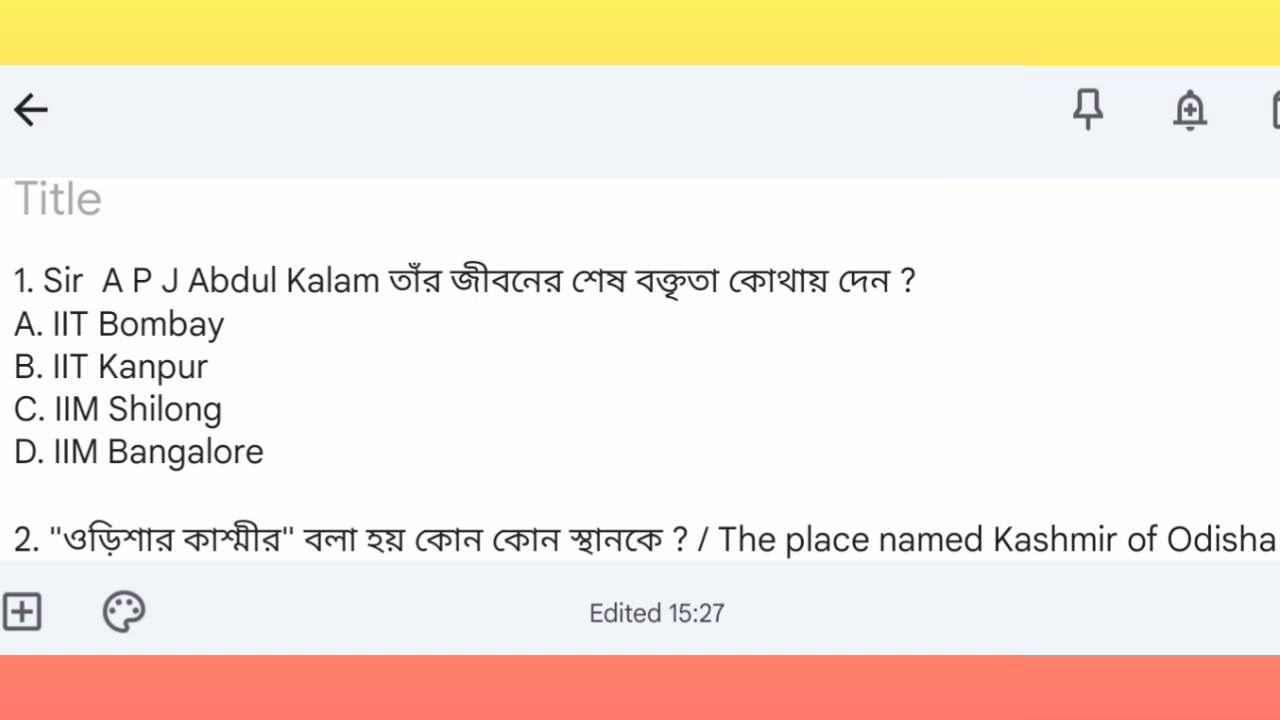 Title
1. Sir A P J Abdul Kalam তাঁর জীবনের শেষ বক্তৃতা কোথায় দেন ?
A. IIT Bombay
B. IIT Kanpur
C. IIM Shilong
D. IIM Bangalore
2. "ওড়িশার কাশ্মীর" বলা হয় কোন কোন স্থানকে ? / The place named Kashmir of Odisha
Edited 15:27